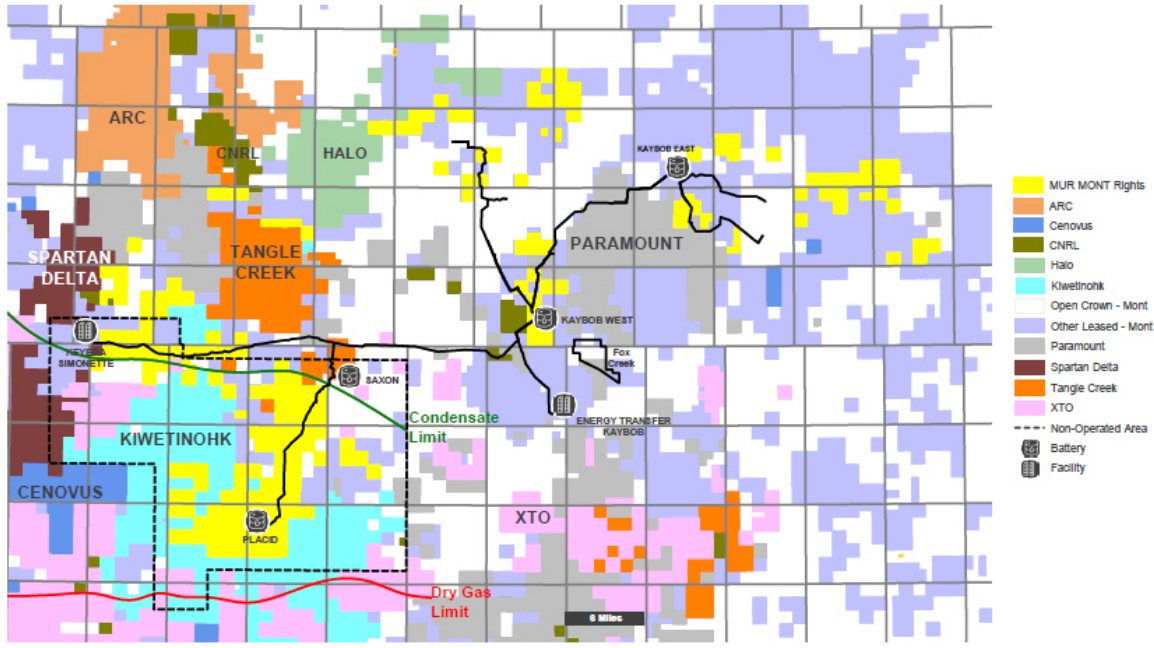 ARC
CNRL
HALO
KAYBOB EAST
SPARTAN
DELTA
TANGLE
CREEK
PARAMOUNT
KAYBOB WEST
KEYERA
SIMONETTE
SAXON
Fox
Creek
Condensate
Limit
ENERGY TRANSFER
KAYBOB
KIWETINOHK
CENOVUS
PLACID
XTO
Dry Gas
Limit
6 Miles
MUR MONT Rights
ARC
Cenovus
CNRL
Halo
Kiwetinohk
Open Crown - Mont
Other Leased - Mont
Paramount
Spartan Delta
Tangle Creek
XTO
Non-Operated Area
Battery
Facility